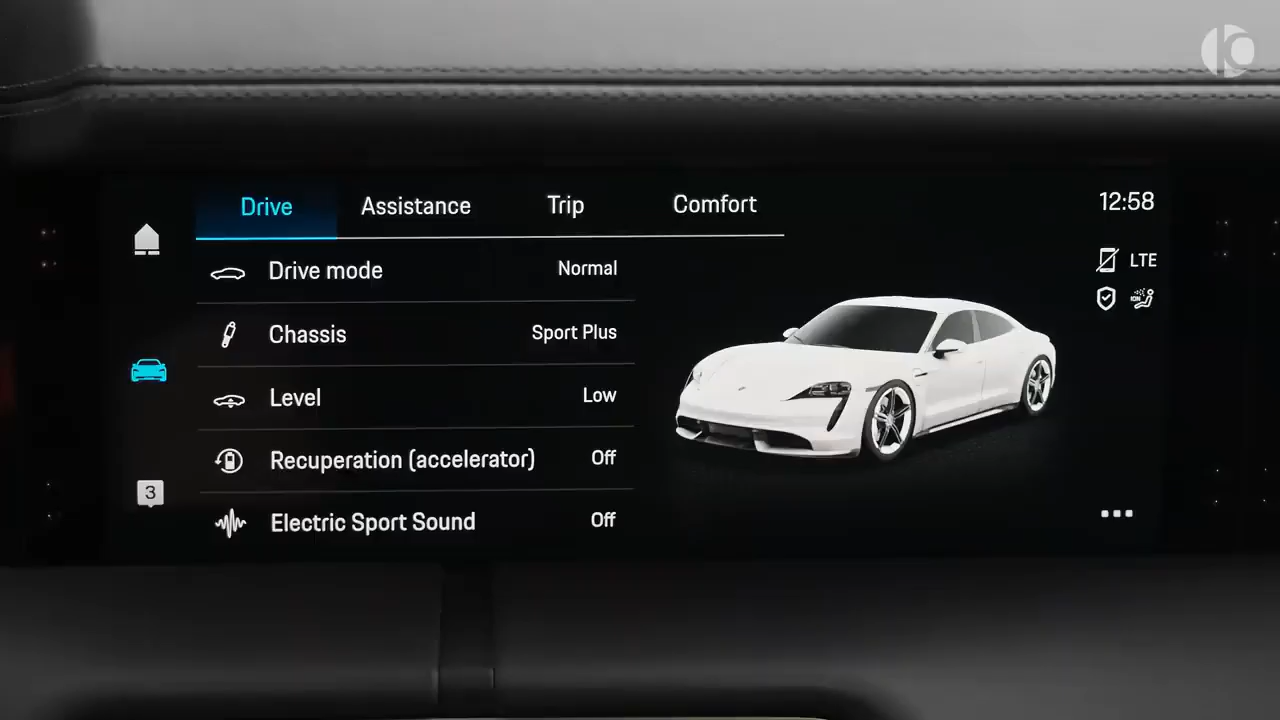 Drive Assistance Trip Comfort 12:58
Drive mode Normal
LTE
Chassis Sport Plus
Level Low
Recuperation (accelerator) Off
3
Electric Sport Sound Off